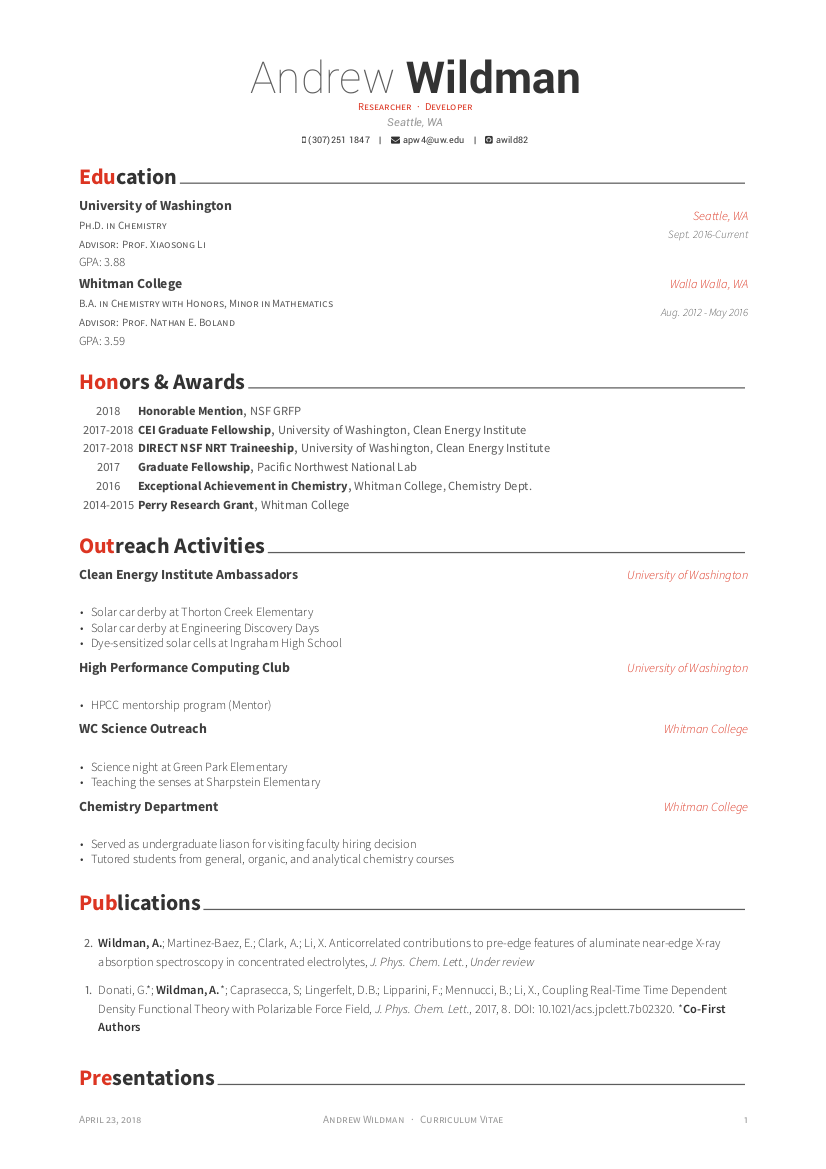 Andrew Wildman
Researcher · Developer
Seattle, WA
(307)251 1847 | apw4@uw.edu | awild82
Education
University of Washington
Seattle, WA
Ph.D. in Chemistry
Sept. 2016-Current
Advisor: Prof. Xiaosong Li
GPA: 3.88
Whitman College
Walla Walla, WA
B.A. in Chemistry with Honors, Minor in Mathematics
Aug. 2012 - May 2016
Advisor: Prof. Nathan E. Boland
GPA: 3.59
Honors & Awards
2018 Honorable Mention, NSF GRFP
2017-2018 CEI Graduate Fellowship, University of Washington, Clean Energy Institute
2017-2018 DIRECT NSF NRT Traineeship, University of Washington, Clean Energy Institute
2017 Graduate Fellowship, Pacific Northwest National Lab
2016 Exceptional Achievement in Chemistry, Whitman College, Chemistry Dept.
2014-2015 Perry Research Grant, Whitman College
Outreach Activities
Clean Energy Institute Ambassadors University of Washington
• Solar car derby at Thorton Creek Elementary
• Solar car derby at Engineering Discovery Days
• Dye-sensitized solar cells at Ingraham High School
High Performance Computing Club University of Washington
• HPCC mentorship program (Mentor)
WC Science Outreach Whitman College
• Science night at Green Park Elementary
• Teaching the senses at Sharpstein Elementary
Chemistry Department Whitman College
• Served as undergraduate liason for visiting faculty hiring decision
• Tutored students from general, organic, and analytical chemistry courses
Publications
2. Wildman, A.; Martinez-Baez, E.; Clark, A.; Li, X. Anticorrelated contributions to pre-edge features of aluminate near-edge X-ray
absorption spectroscopy in concentrated electrolytes, J. Phys. Chem. Lett., Under review
1. Donati, G.*; Wildman, A.*; Caprasecca, S; Lingerfelt, D.B.; Lipparini, F.; Mennucci, B.; Li, X., Coupling Real-Time Time Dependent
Density Functional Theory with Polarizable Force Field, J. Phys. Chem. Lett., 2017, 8. DOI: 10.1021/acs.jpclett.7b02320. *Co-First
Authors
Presentations
April 23, 2018 Andrew Wildman · Curriculum Vitae 1